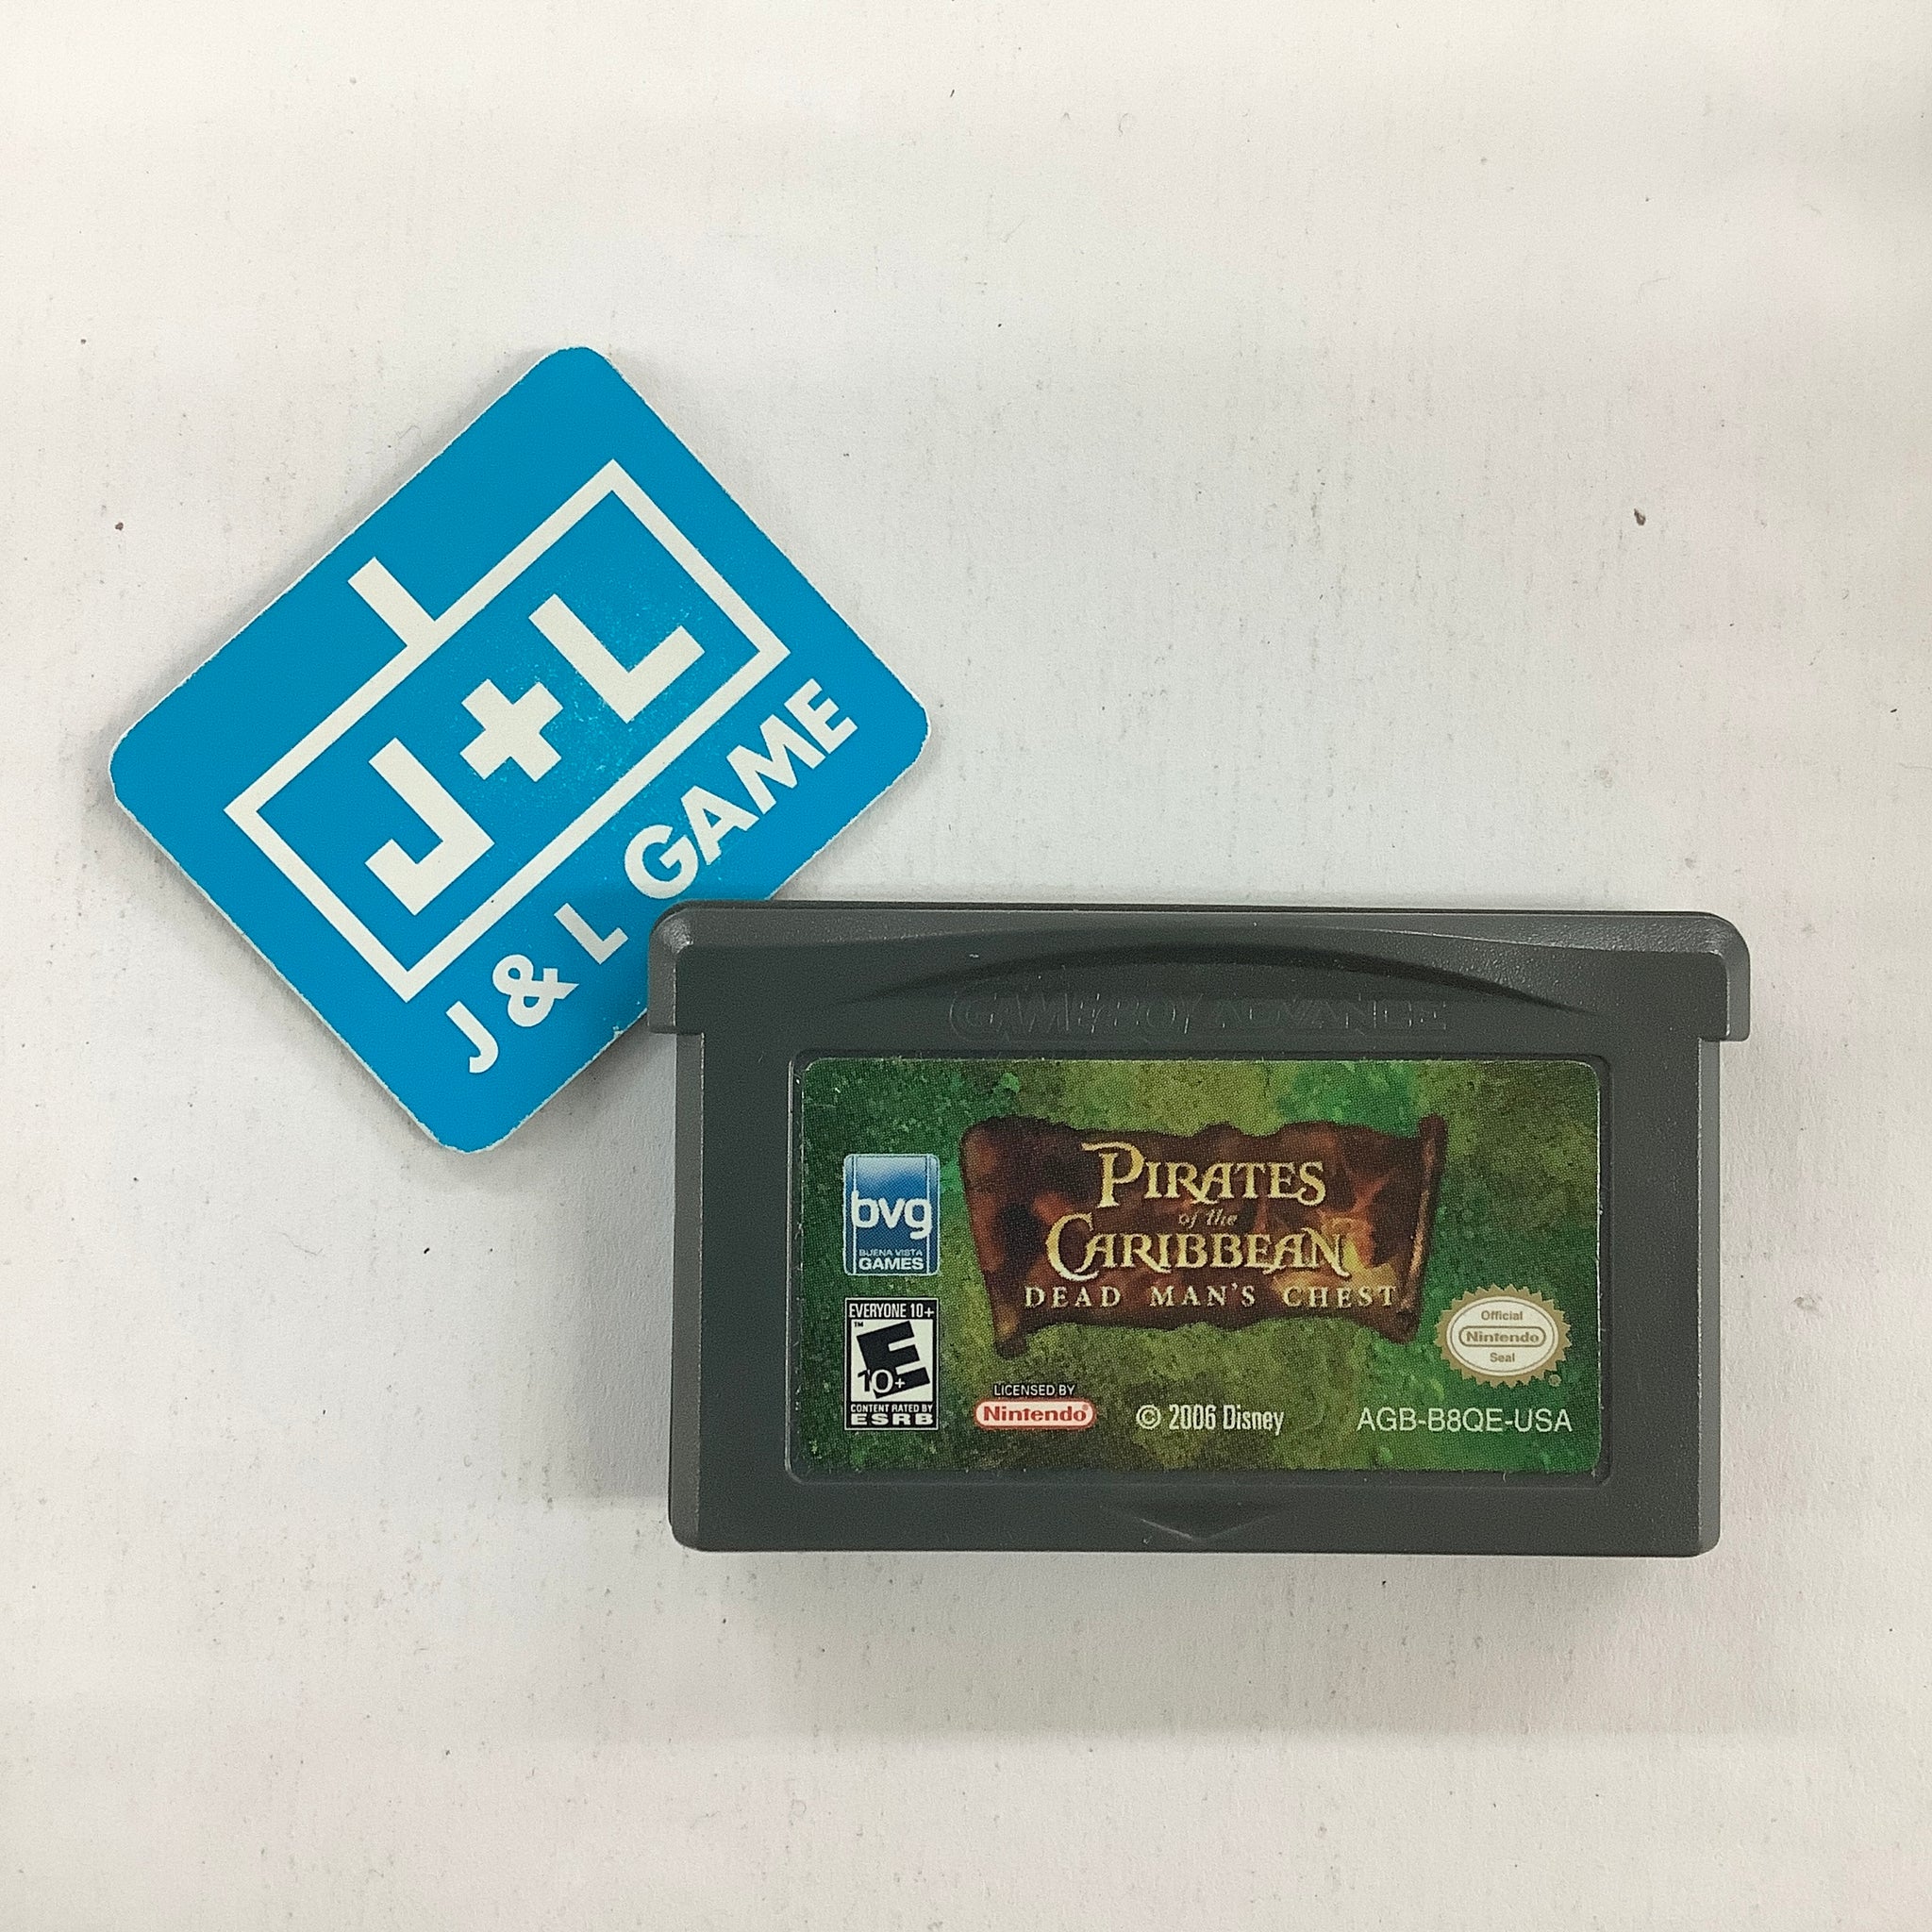 J+L
J & L GAME
GAME BOY ADVANCE
bvg
BUENA VISTA
GAMES
PIRATES
of the
CARIBBEAN
DEAD MAN'S CHEST
EVERYONE 10+
™
E
10+
CONTENT RATED BY
ESRB
LICENSED BY
Nintendo®
© 2006 Disney
Official
Nintendo
Seal
®
AGB-B8QE-USA